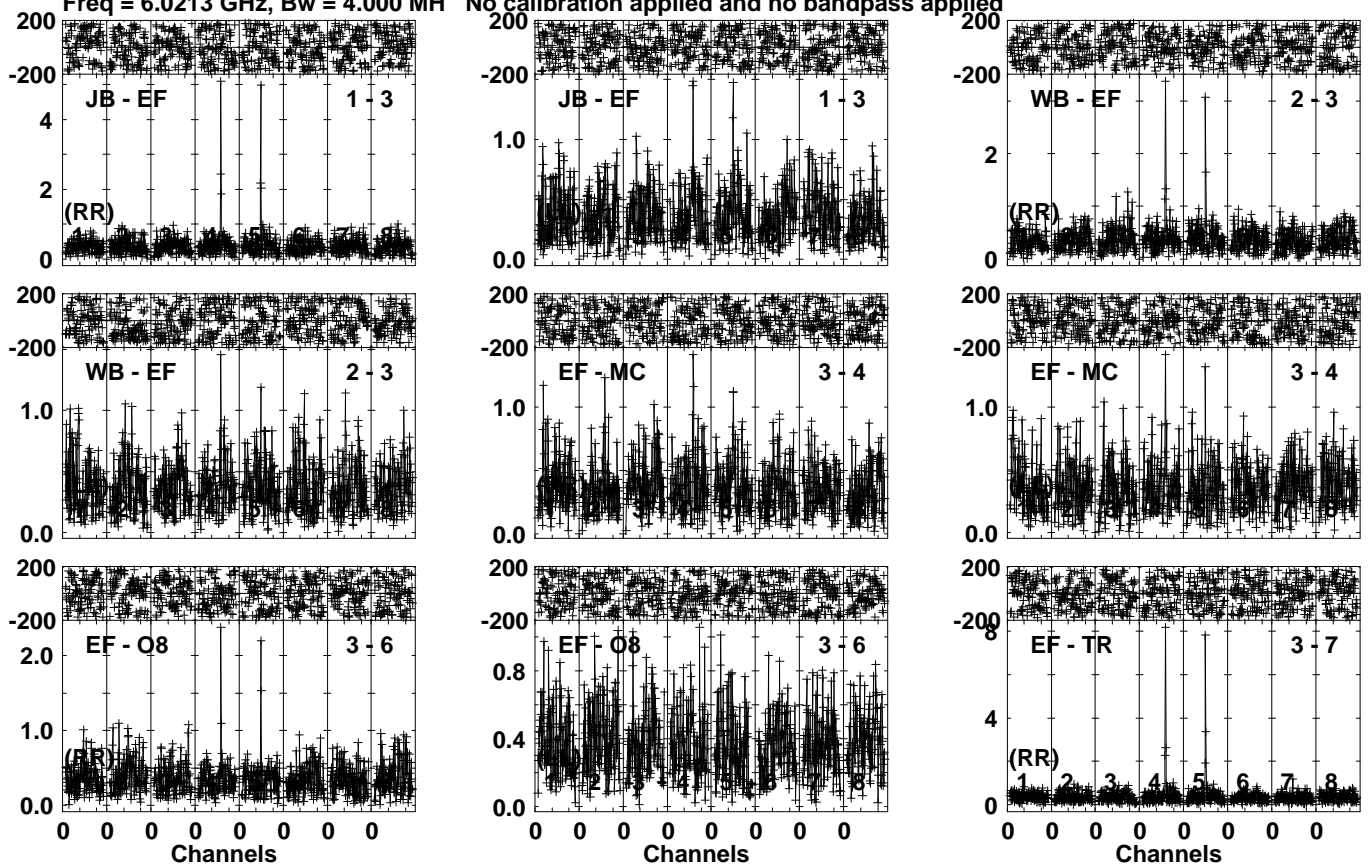 Freq = 6.0213 GHz, Bw = 4.000 MH No calibration applied and no bandpass applied
200
-200
JB - EF 1 - 3
4
2
0
(RR)
200
-200
JB - EF 1 - 3
1.0
0.0
200
-200
WB - EF 2 - 3
2
0
(RR)
200
-200
WB - EF 2 - 3
1.0
0.0
200
-200
EF - MC 3 - 4
1.0
0.0
200
-200
EF - MC 3 - 4
1.0
0.0
200
-200
EF - O8 3 - 6
2.0
1.0
0.0
(RR)
0 0 0 0 0 0 0 0
Channels
200
-200
EF - O8 3 - 6
0.8
0.4
0.0
0 0 0 0 0 0 0 0
Channels
200
-200
EF - TR 3 - 7
8
4
0
(RR)
1 2 3 4 5 6 7 8
0 0 0 0 0 0 0 0
Channels